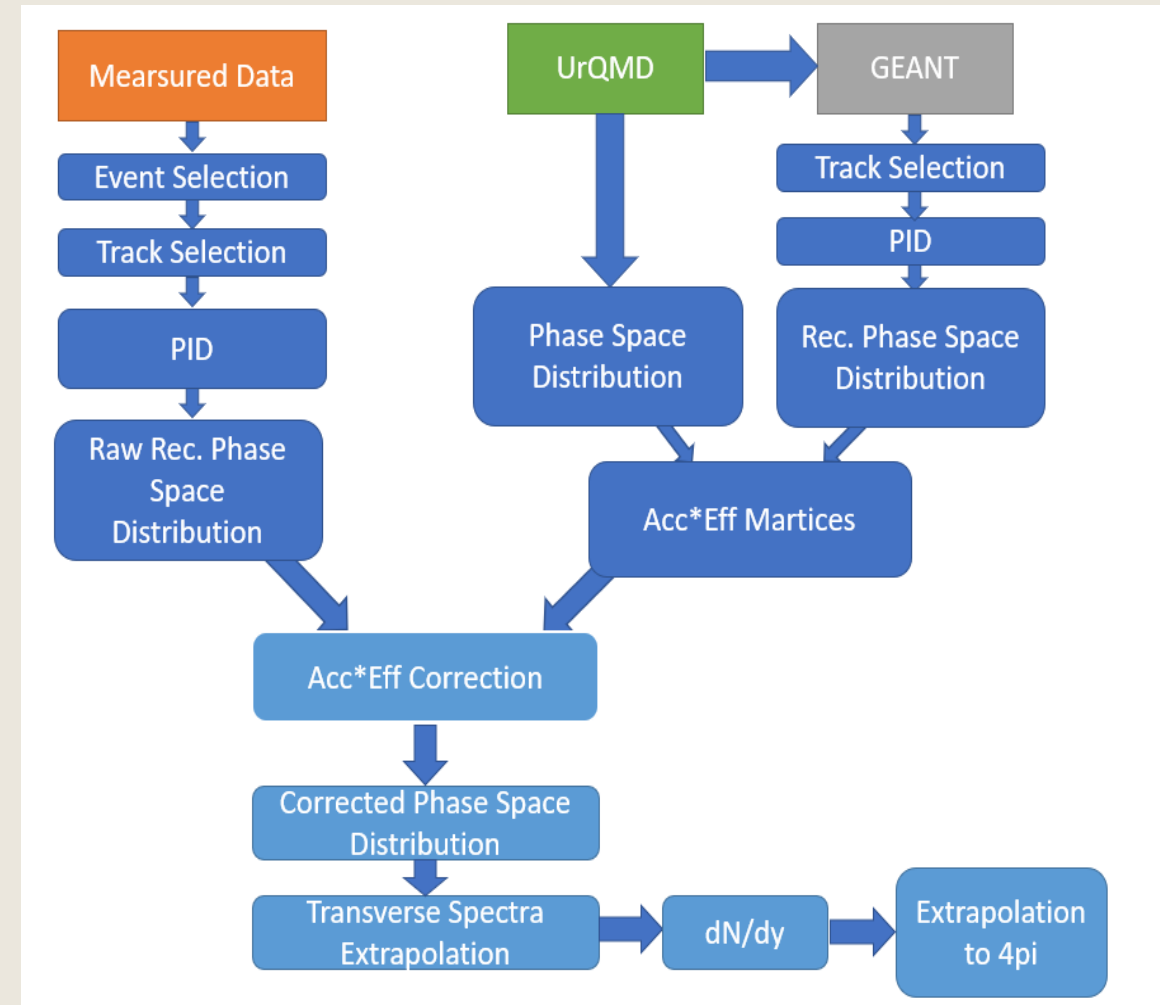 Mearsured Data
Event Selection
Track Selection
PID
Raw Rec. Phase
Space
Distribution
UrQMD
GEANT
Track Selection
PID
Phase Space
Distribution
Rec. Phase Space
Distribution
Acc*Eff Martices
Acc*Eff Correction
Corrected Phase Space
Distribution
Transverse Spectra
Extrapolation
dN/dy
Extrapolation
to 4pi